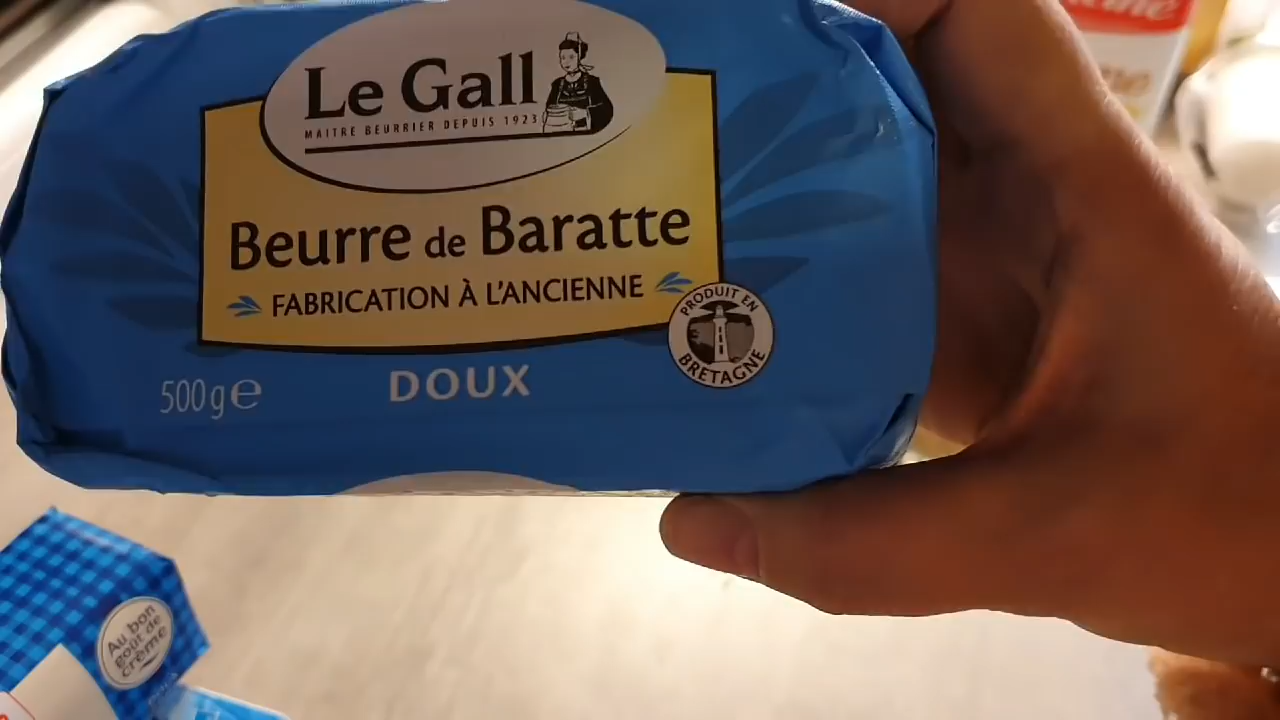 Le Gall
MAITRE BEURRIER DEPUIS 1923
Beurre de Baratte
FABRICATION À L'ANCIENNE
PRODUIT EN
BRETAGNE
500g℮
DOUX
Au bon
goût de
crème